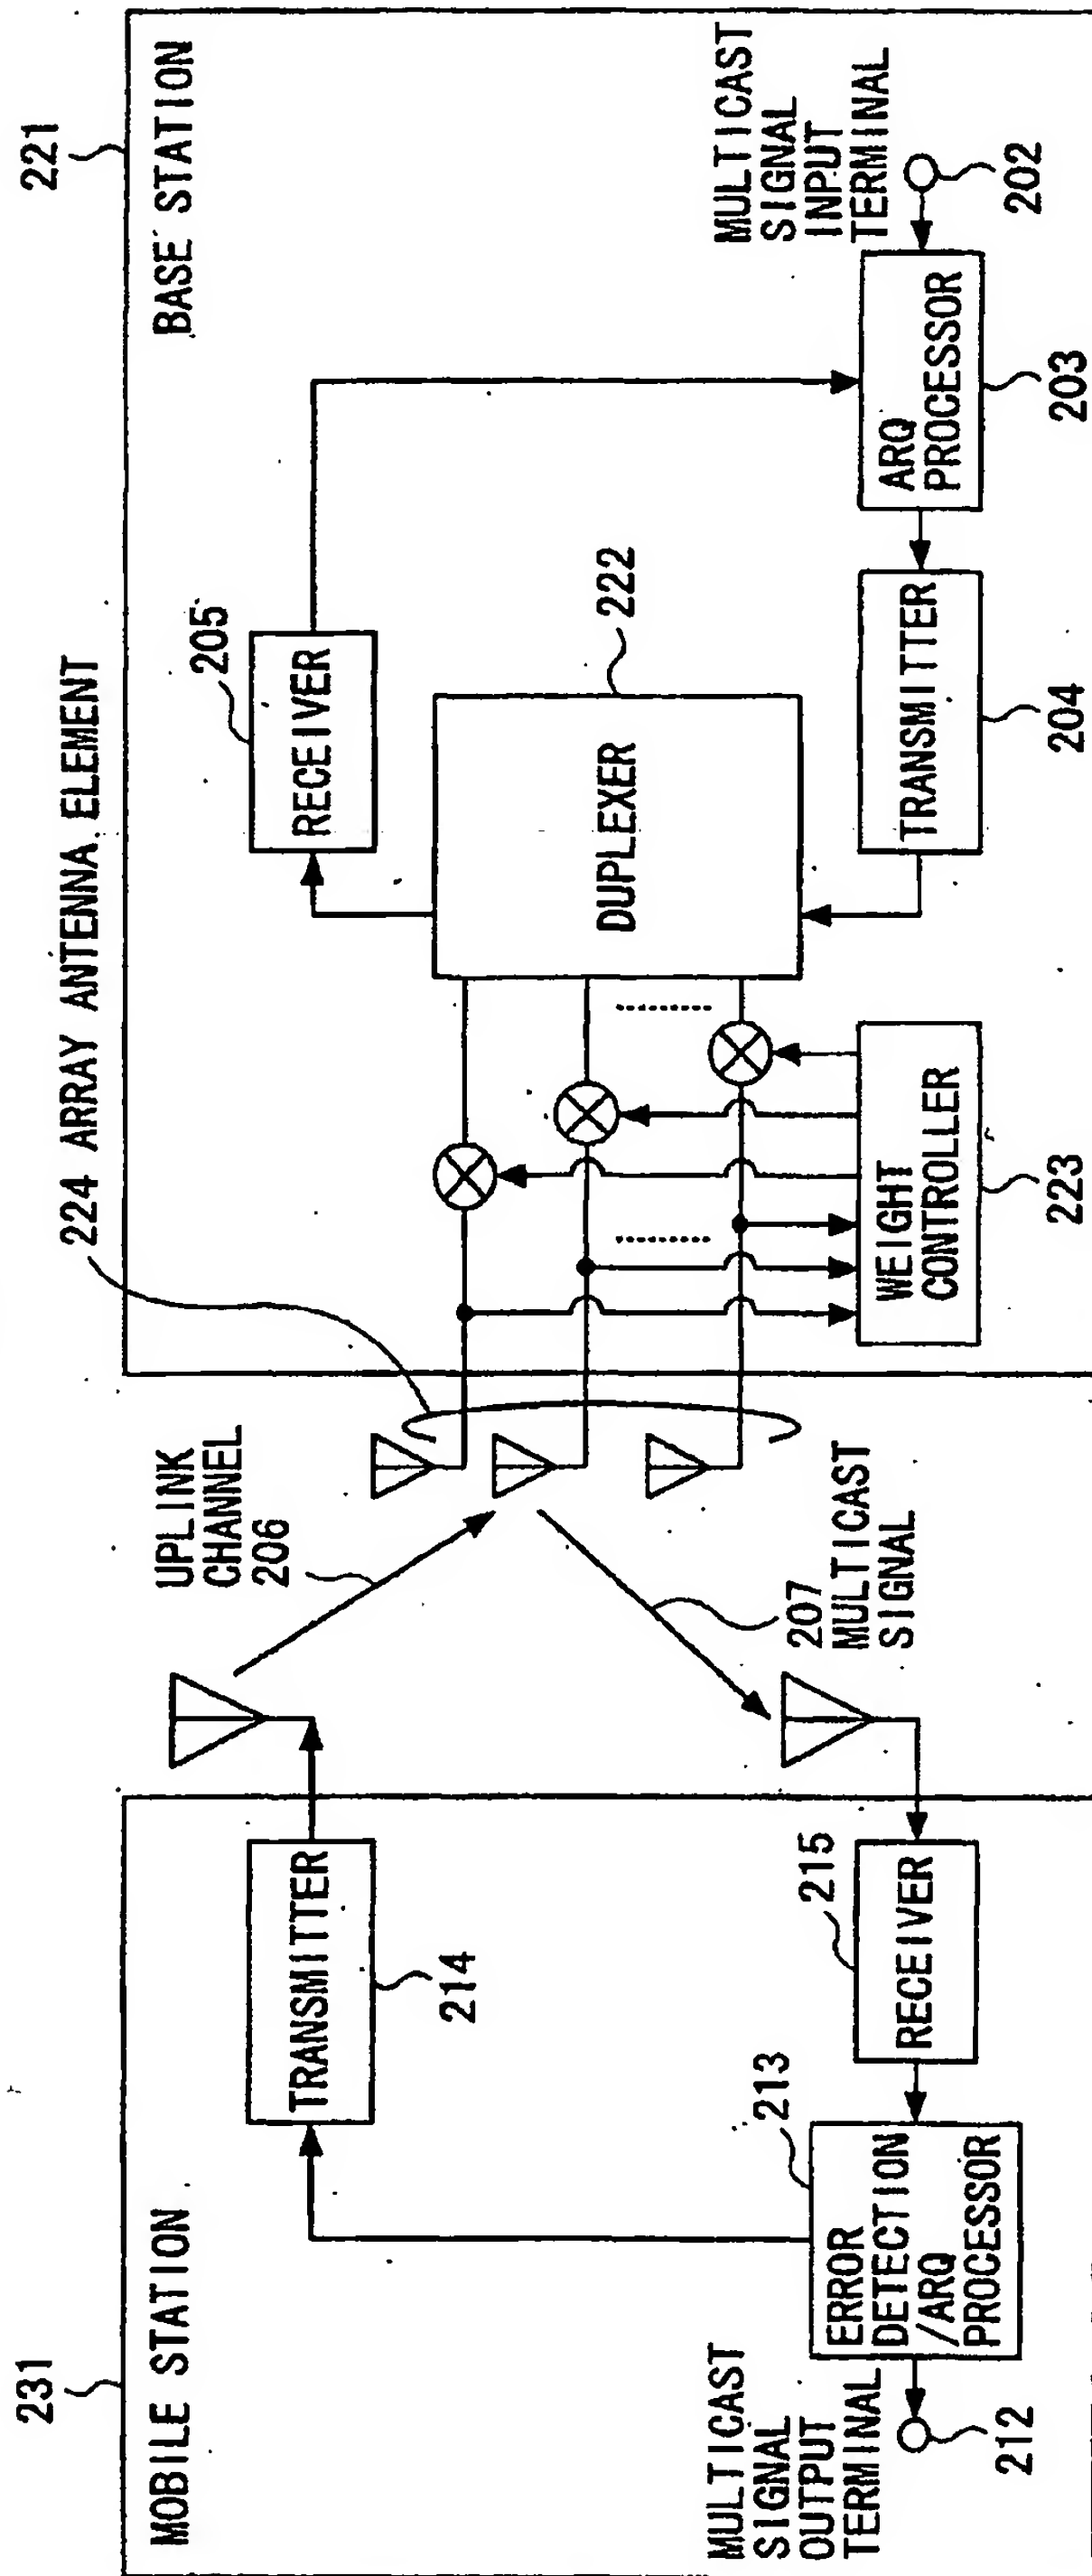 231
MOBILE STATION
TRANSMITTER
214
MULTICAST
SIGNAL
OUTPUT
TERMINAL
212
ERROR
DETECTION
/ARQ
PROCESSOR
213
RECEIVER
215
UPLINK
CHANNEL
206
207
MULTICAST
SIGNAL
224 ARRAY ANTENNA ELEMENT
221
BASE STATION
205
RECEIVER
DUPLEXER
222
WEIGHT
CONTROLLER
223
TRANSMITTER
204
ARQ
PROCESSOR
203
MULTICAST
SIGNAL
INPUT
TERMINAL
202